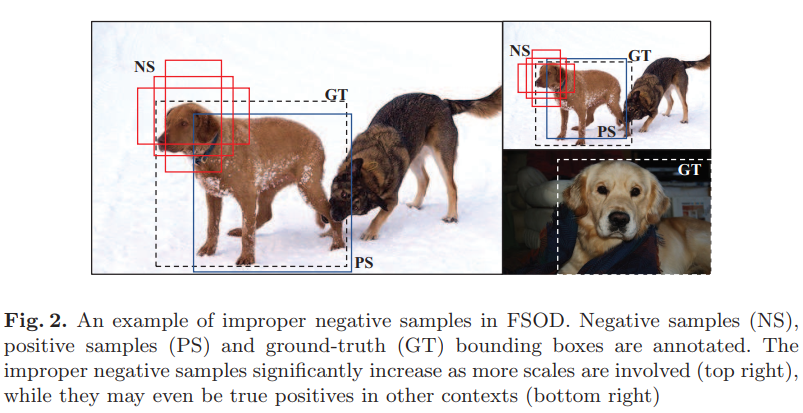 NS
GT
PS
NS
GT
PS
GT
Fig. 2. An example of improper negative samples in FSOD. Negative samples (NS),
positive samples (PS) and ground-truth (GT) bounding boxes are annotated. The
improper negative samples significantly increase as more scales are involved (top right),
while they may even be true positives in other contexts (bottom right)